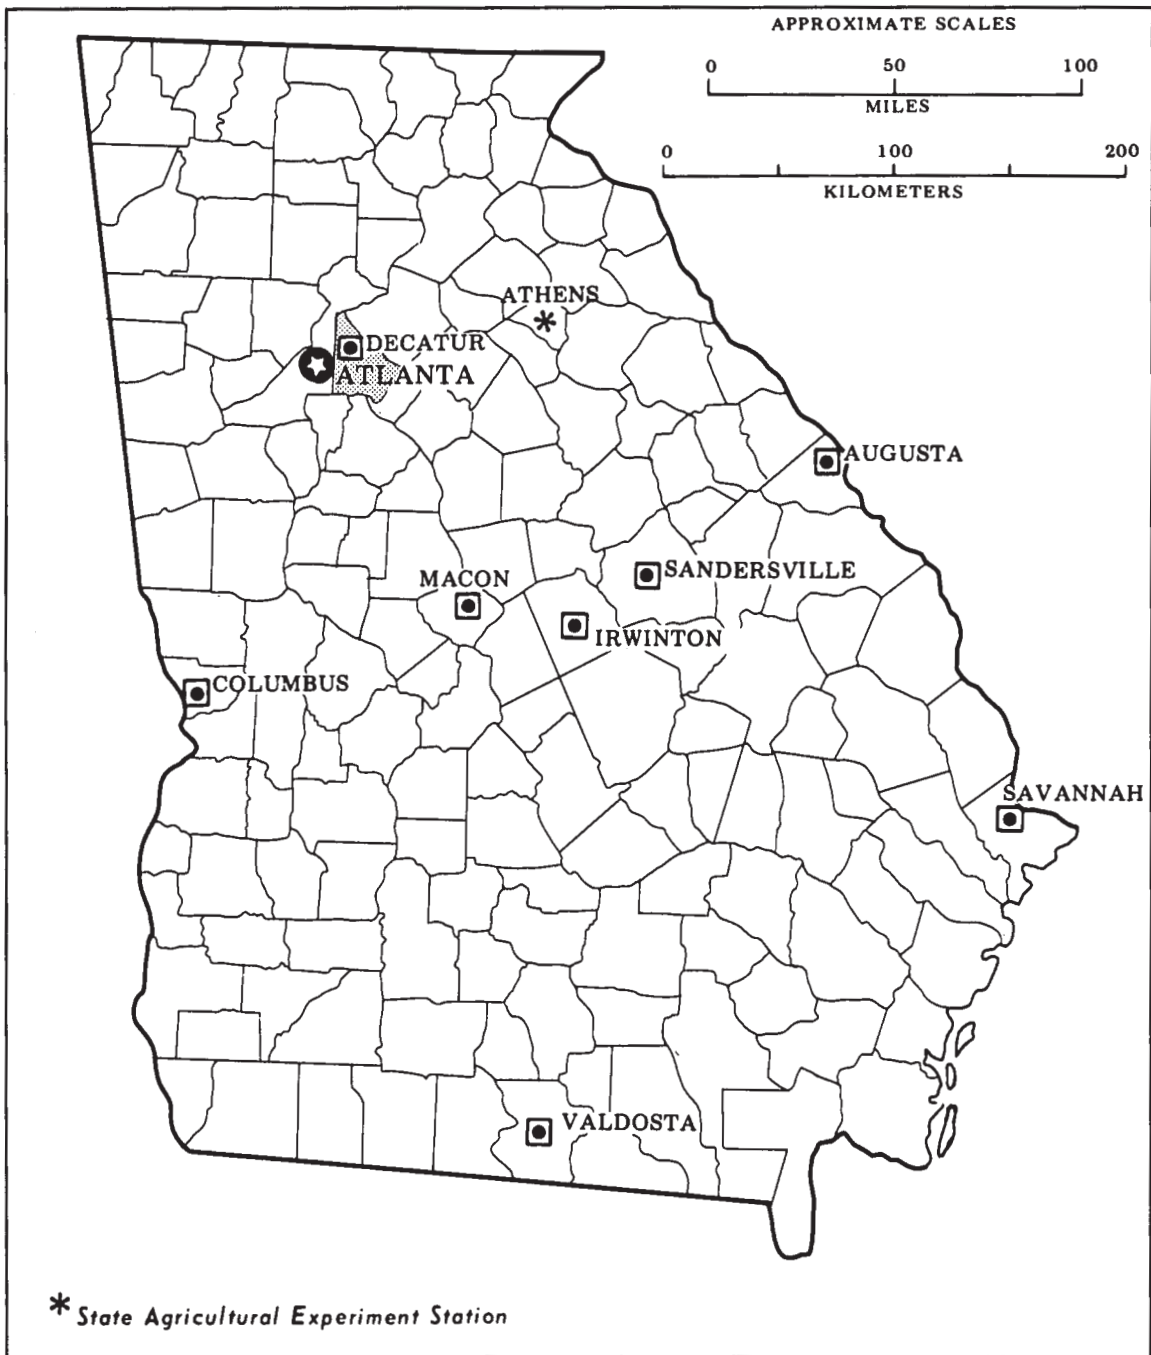 APPROXIMATE SCALES
0 50 100
MILES
0 100 200
KILOMETERS
ATHENS
*
DECATUR
ATLANTA
AUGUSTA
SANDERSVILLE
MACON
IRWINTON
COLUMBUS
SAVANNAH
VALDOSTA
* State Agricultural Experiment Station